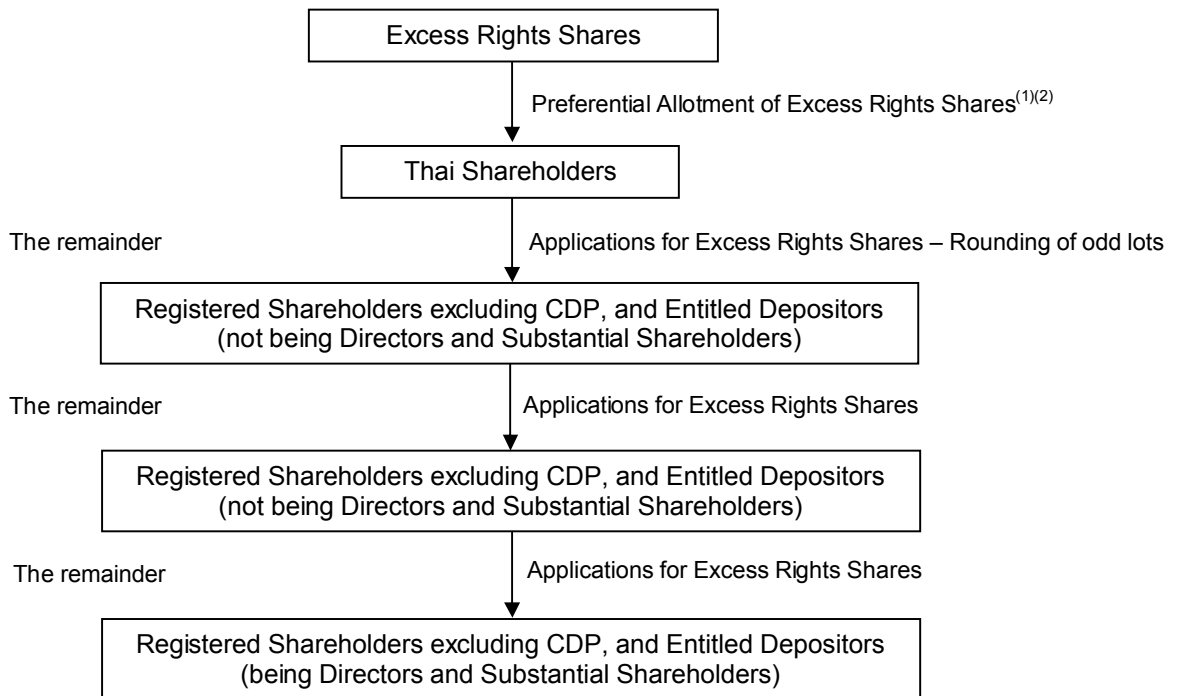 Excess Rights Shares
Preferential Allotment of Excess Rights Shares(1)(2)
Thai Shareholders
The remainder
Applications for Excess Rights Shares – Rounding of odd lots
Registered Shareholders excluding CDP, and Entitled Depositors
(not being Directors and Substantial Shareholders)
The remainder
Applications for Excess Rights Shares
Registered Shareholders excluding CDP, and Entitled Depositors
(not being Directors and Substantial Shareholders)
The remainder
Applications for Excess Rights Shares
Registered Shareholders excluding CDP, and Entitled Depositors
(being Directors and Substantial Shareholders)